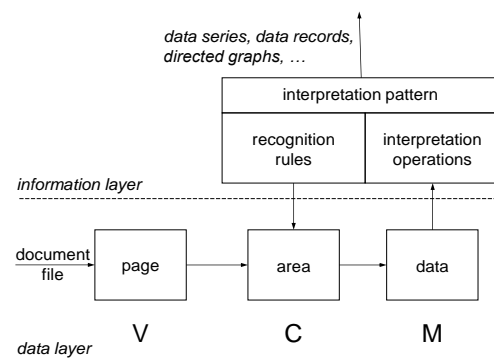 data series, data records,
directed graphs, ...
interpretation pattern
recognition
rules
interpretation
operations
information layer
document
file
page
area
data
V
C
M
data layer